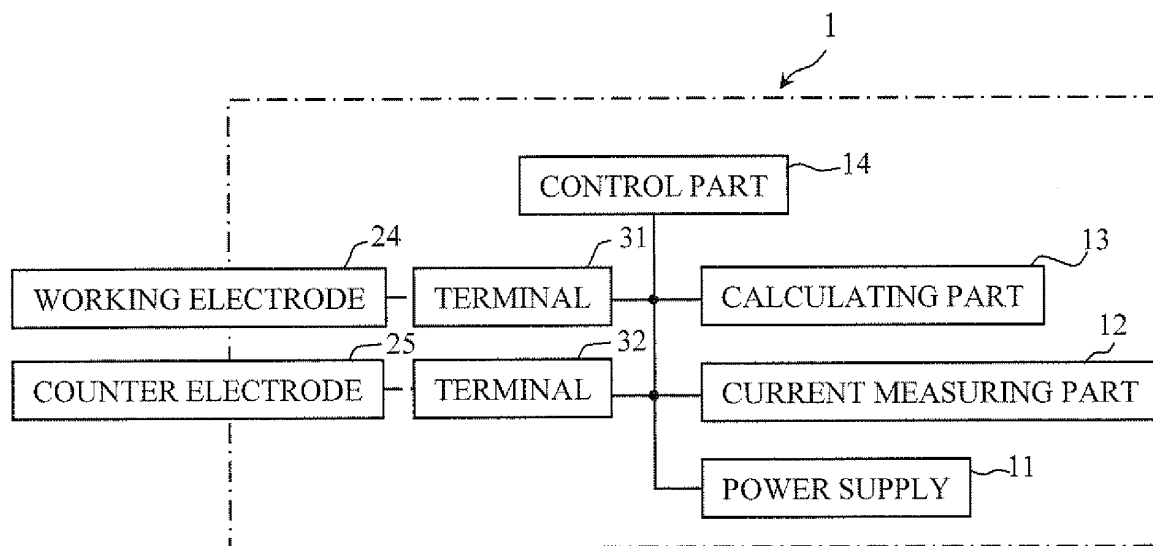 1
CONTROL PART
14
24
31
13
WORKING ELECTRODE
TERMINAL
CALCULATING PART
25
32
12
COUNTER ELECTRODE
TERMINAL
CURRENT MEASURING PART
11
POWER SUPPLY